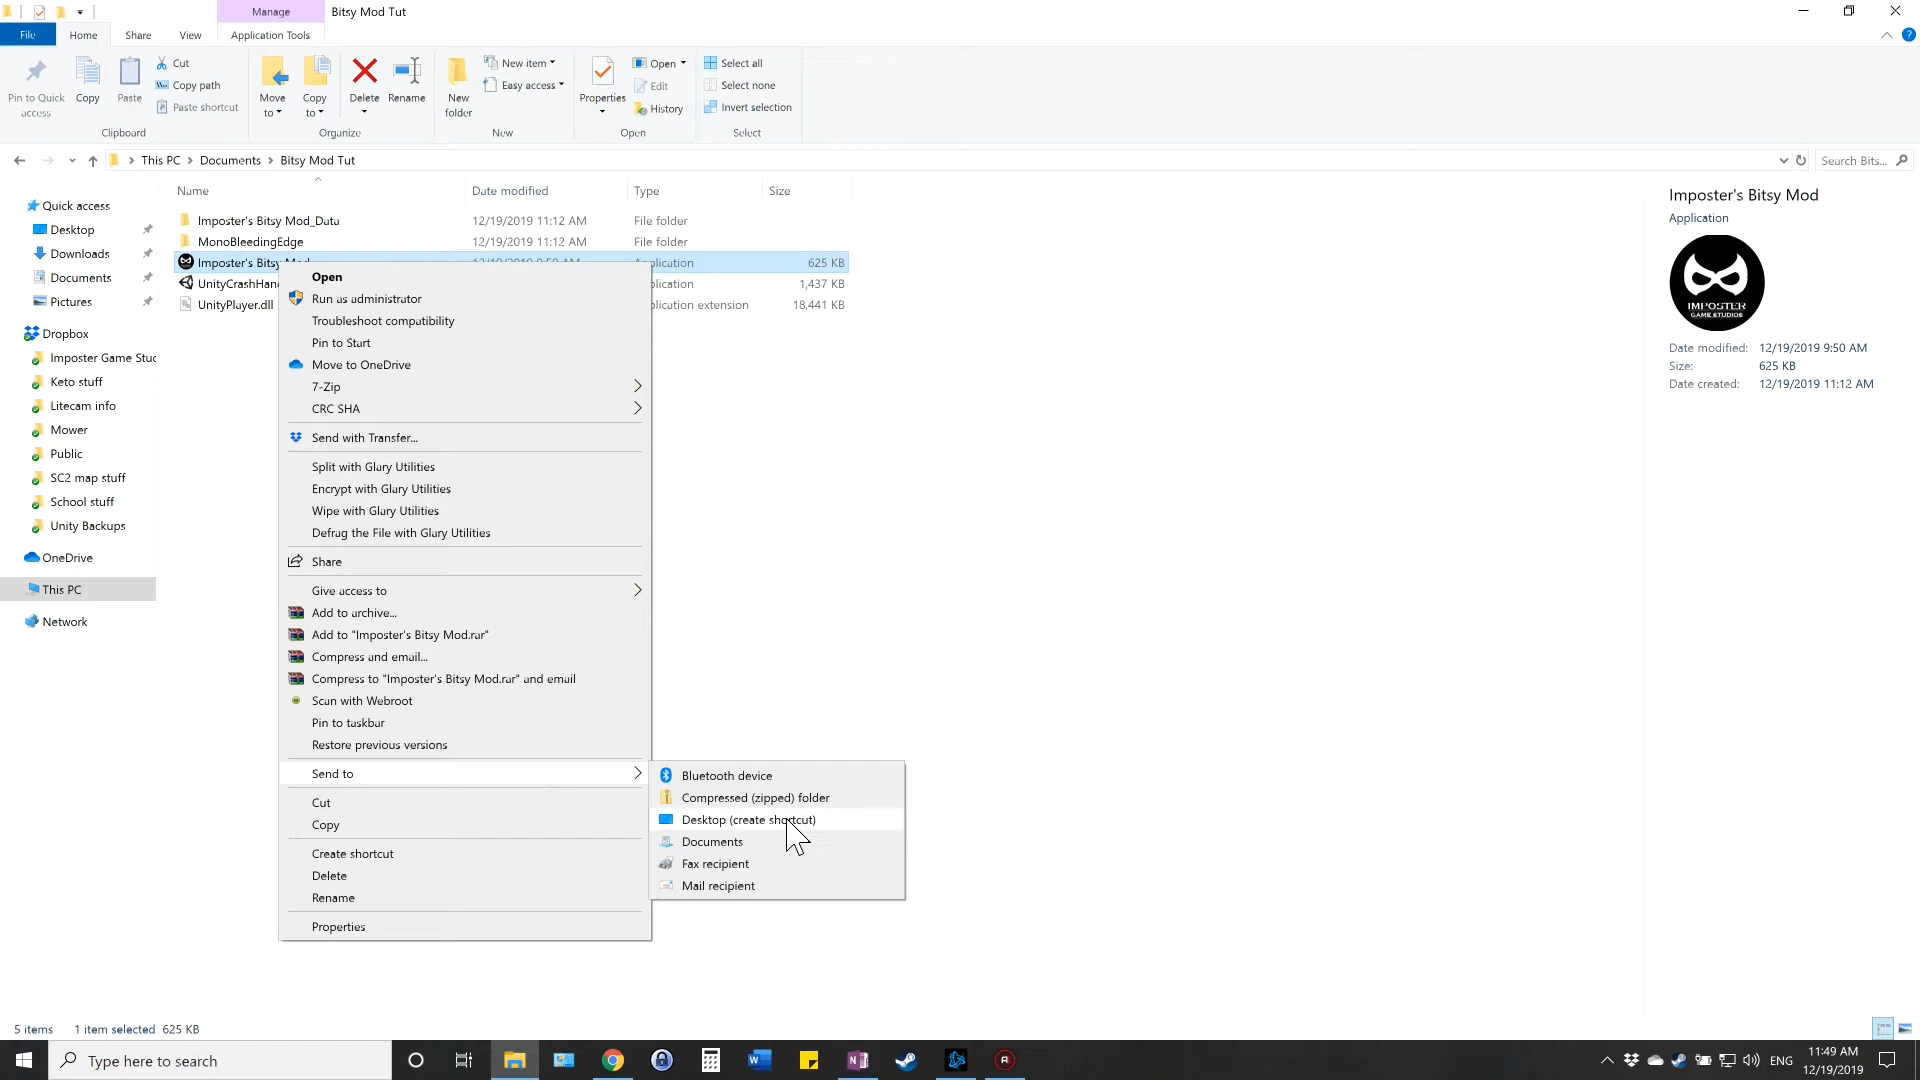 Manage
Bitsy Mod Tut
File
Home
Share
View
Application Tools
Pin to Quick access
Copy
Paste
Cut
Copy path
Paste shortcut
Clipboard
Move to
Copy to
Delete
Rename
Organize
New folder
New item
Easy access
New
Properties
Open
Edit
History
Open
Select all
Select none
Invert selection
Select
This PC
Documents
Bitsy Mod Tut
Search Bits...
Name
Date modified
Type
Size
Imposter's Bitsy Mod_Data 12/19/2019 11:12 AM File folder
MonoBleedingEdge 12/19/2019 11:12 AM File folder
Imposter's Bitsy Mod 12/19/2019 9:50 AM Application 625 KB
UnityCrashHan plication 1,437 KB
UnityPlayer.dll plication extension 18,441 KB
Quick access
Desktop
Downloads
Documents
Pictures
Dropbox
Imposter Game Stuc
Keto stuff
Litecam info
Mower
Public
SC2 map stuff
School stuff
Unity Backups
OneDrive
This PC
Network
Open
Run as administrator
Troubleshoot compatibility
Pin to Start
Move to OneDrive
7-Zip
CRC SHA
Send with Transfer...
Split with Glary Utilities
Encrypt with Glary Utilities
Wipe with Glary Utilities
Defrag the File with Glary Utilities
Share
Give access to
Add to archive...
Add to "Imposter's Bitsy Mod.rar"
Compress and email...
Compress to "Imposter's Bitsy Mod.rar" and email
Scan with Webroot
Pin to taskbar
Restore previous versions
Send to
Cut
Copy
Create shortcut
Delete
Rename
Properties
Bluetooth device
Compressed (zipped) folder
Desktop (create shortcut)
Documents
Fax recipient
Mail recipient
Imposter's Bitsy Mod
Application
IMPOSTER
GAME STUDIOS
Date modified: 12/19/2019 9:50 AM
Size: 625 KB
Date created: 12/19/2019 11:12 AM
5 items 1 item selected 625 KB
Type here to search
ENG
11:49 AM
12/19/2019